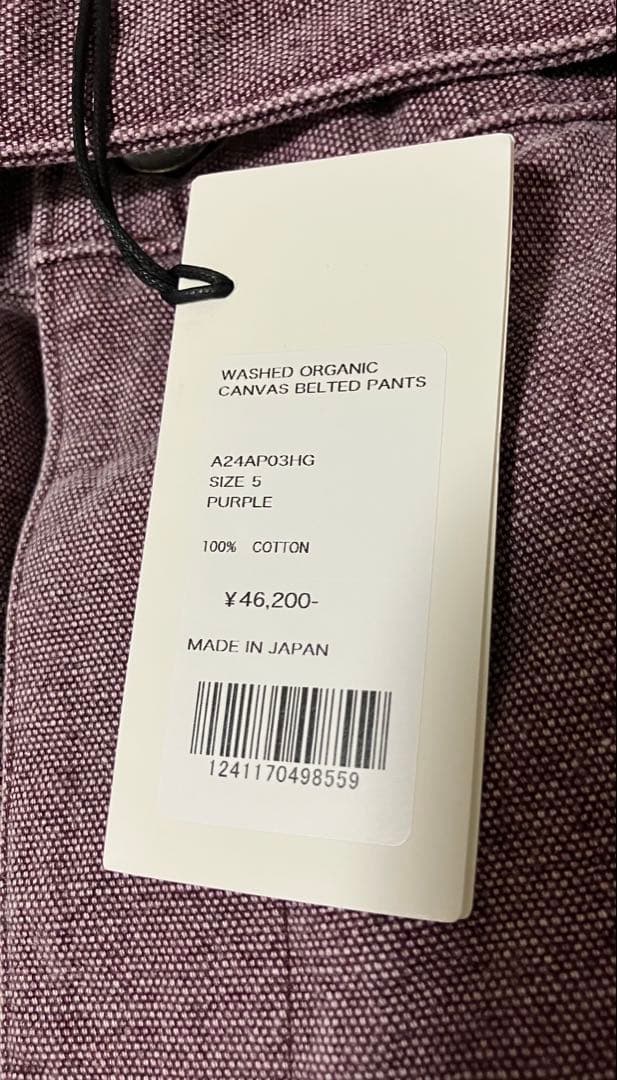 WASHED ORGANIC
CANVAS BELTED PANTS
A24AP03HG
SIZE 5
PURPLE
100% COTTON
¥46,200-
MADE IN JAPAN
1241170498559